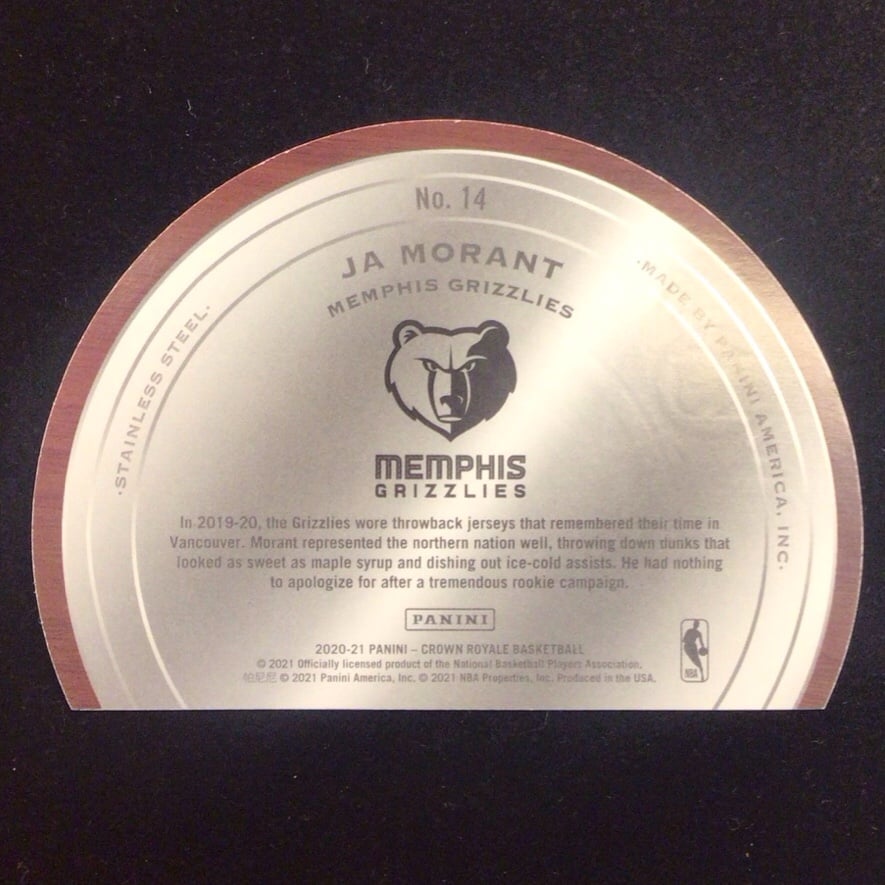 No. 14
JA MORANT
MEMPHIS GRIZZLIES
·STAINLESS STEEL·
·MADE BY PANINI AMERICA, INC.·
MEMPHIS
GRIZZLIES
In 2019-20, the Grizzlies wore throwback jerseys that remembered their time in
Vancouver. Morant represented the northern nation well, throwing down dunks that
looked as sweet as maple syrup and dishing out ice-cold assists. He had nothing
to apologize for after a tremendous rookie campaign.
PANINI
2020-21 PANINI – CROWN ROYALE BASKETBALL
© 2021 Officially licensed product of the National Basketball Players Association.
帕尼尼 © 2021 Panini America, Inc. © 2021 NBA Properties, Inc. Produced in the USA.
NBA